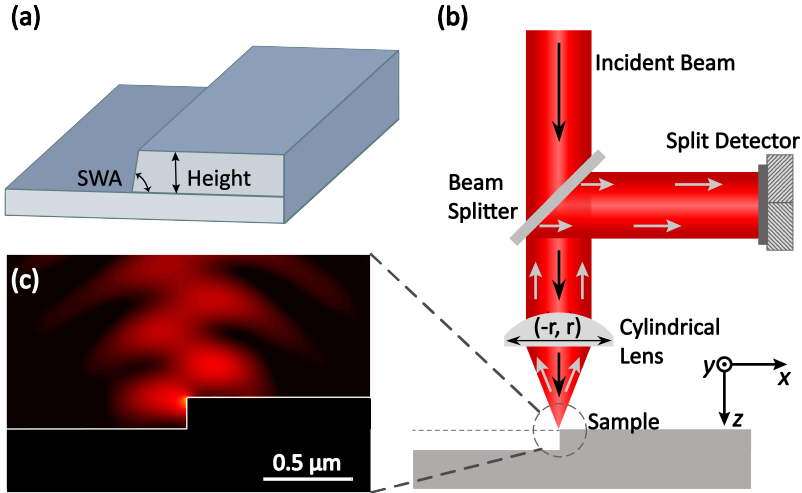 (a)
SWA
Height
(b)
Incident Beam
Split Detector
Beam
Splitter
(-r, r)
Cylindrical
Lens
y
x
z
Sample
(c)
0.5 μm